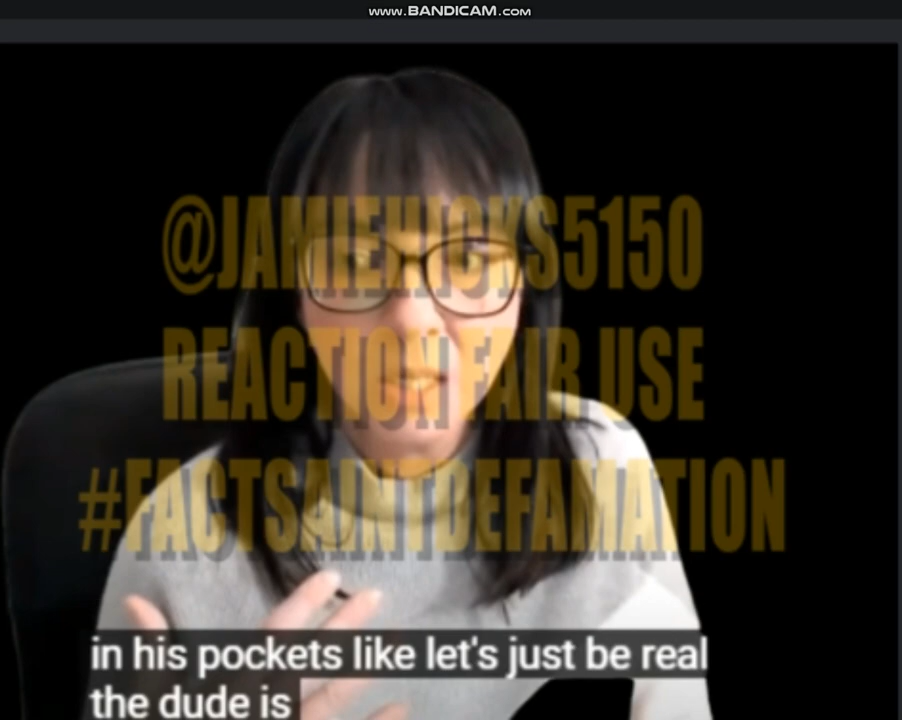 www.BANDICAM.com
@JAMIEHICKS5150
REACTION FAIR USE
#FACTSAINTDEFAMATION
in his pockets like let's just be real
the dude is